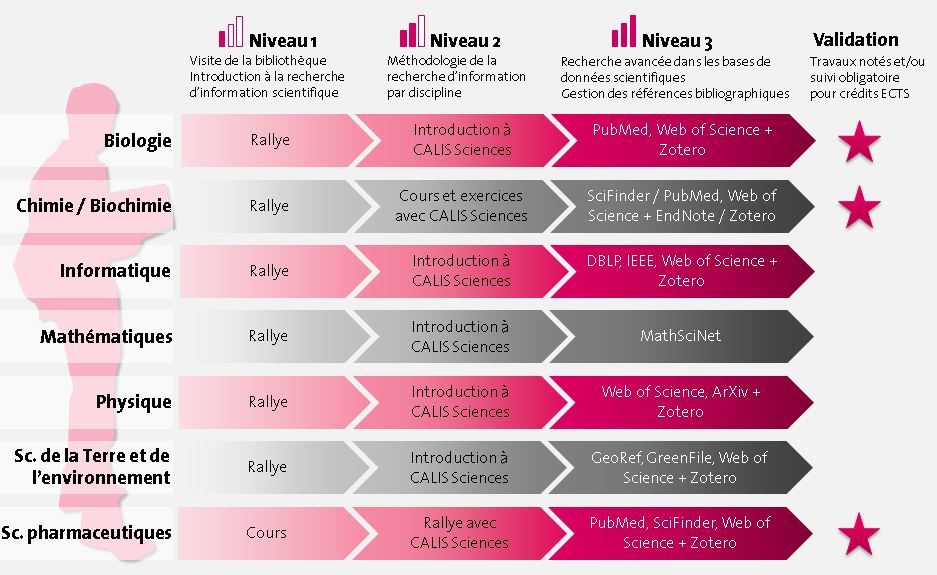 Niveau 1
Visite de la bibliothèque
Introduction à la recherche
d'information scientifique
Niveau 2
Méthodologie de la
recherche d'information
par discipline
Niveau 3
Recherche avancée dans les bases de
données scientifiques
Gestion des références bibliographiques
Validation
Travaux notés et/ou
suivi obligatoire
pour crédits ECTS
Biologie
Rallye
Introduction à
CALIS Sciences
PubMed, Web of Science +
Zotero
Chimie / Biochimie
Rallye
Cours et exercices
avec CALIS Sciences
SciFinder / PubMed, Web of
Science + EndNote / Zotero
Informatique
Rallye
Introduction à
CALIS Sciences
DBLP, IEEE, Web of Science +
Zotero
Mathématiques
Rallye
Introduction à
CALIS Sciences
MathSciNet
Physique
Rallye
Introduction à
CALIS Sciences
Web of Science, ArXiv +
Zotero
Sc. de la Terre et de
l'environnement
Rallye
Introduction à
CALIS Sciences
GeoRef, GreenFile, Web of
Science + Zotero
Sc. pharmaceutiques
Cours
Rallye avec
CALIS Sciences
PubMed, SciFinder, Web of
Science + Zotero